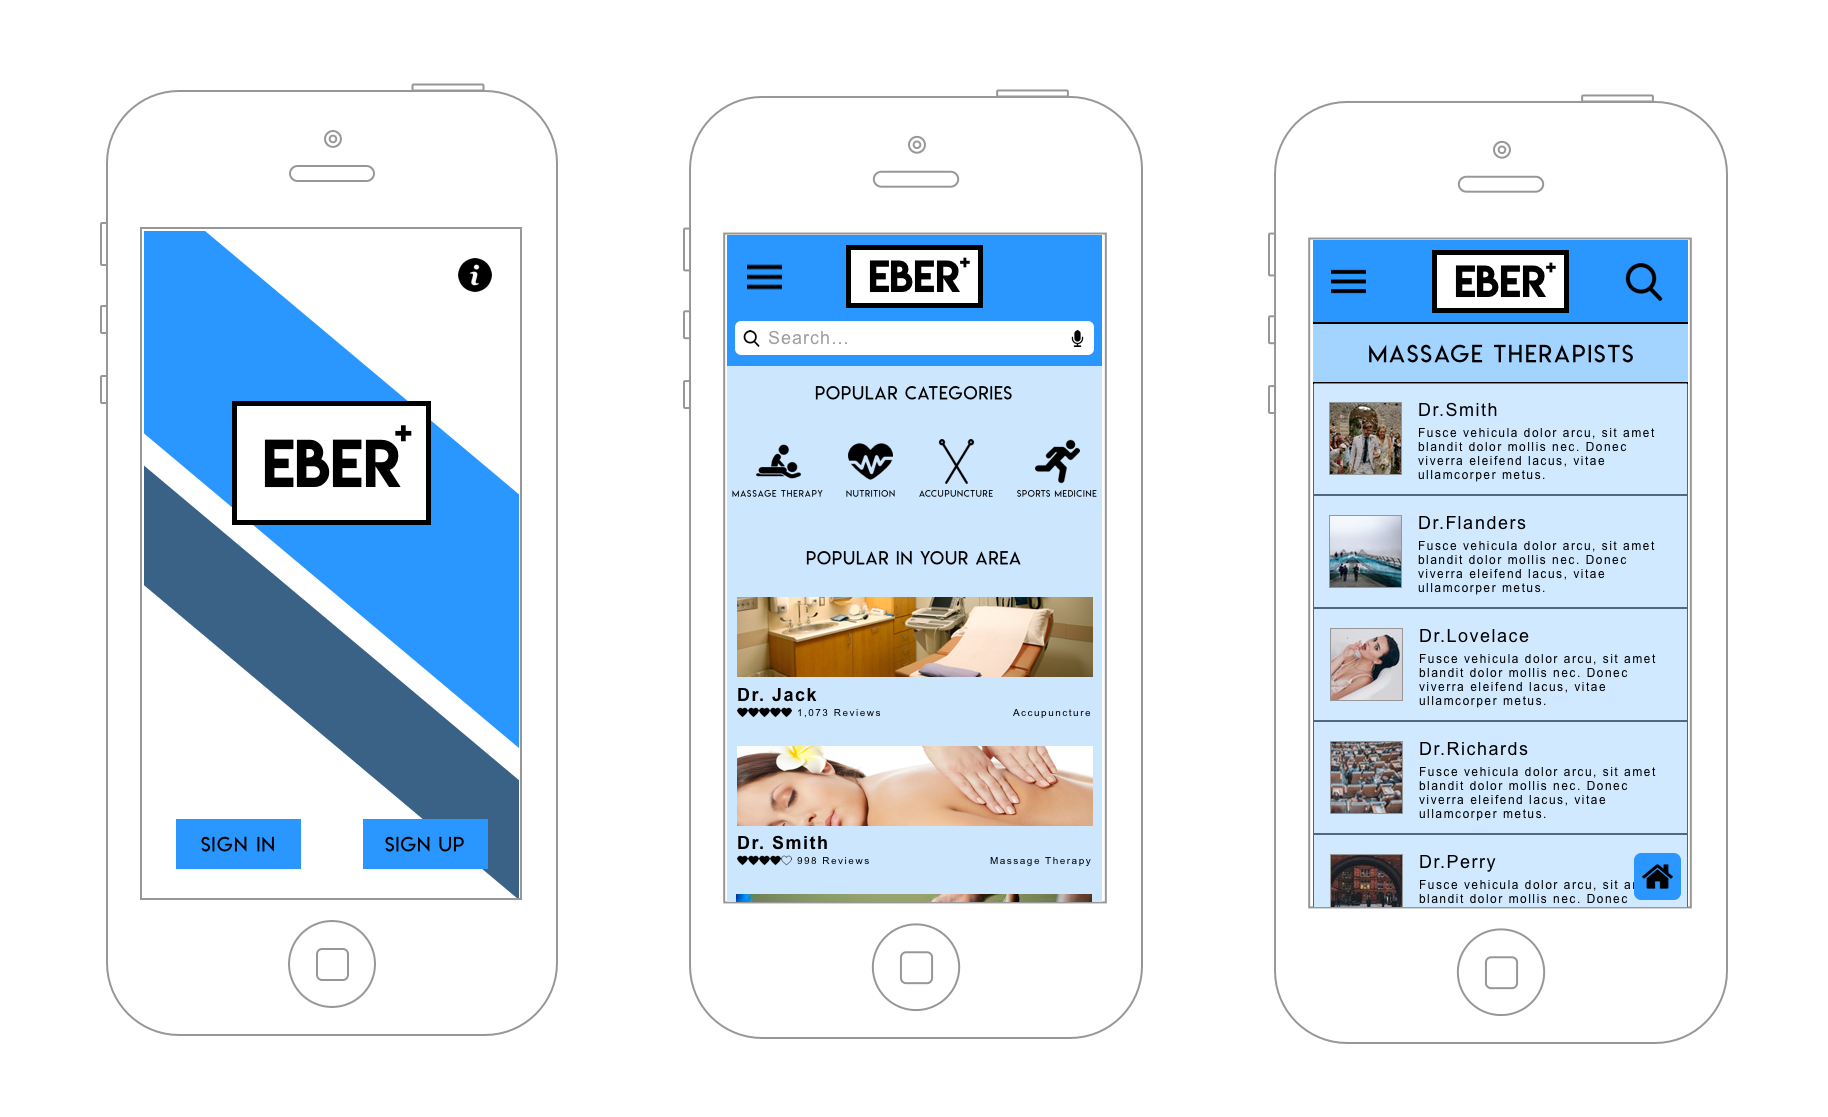 EBER+
SIGN IN
SIGN UP
EBER+
Search...
POPULAR CATEGORIES
MASSAGE THERAPY
NUTRITION
ACCUPUNCTURE
SPORTS MEDICINE
POPULAR IN YOUR AREA
Dr. Jack
1,073 Reviews
Accupuncture
Dr. Smith
998 Reviews
Massage Therapy
EBER+
MASSAGE THERAPISTS
Dr.Smith
Fusce vehicula dolor arcu, sit amet
blandit dolor mollis nec. Donec
viverra eleifend lacus, vitae
ullamcorper metus.
Dr.Flanders
Fusce vehicula dolor arcu, sit amet
blandit dolor mollis nec. Donec
viverra eleifend lacus, vitae
ullamcorper metus.
Dr.Lovelace
Fusce vehicula dolor arcu, sit amet
blandit dolor mollis nec. Donec
viverra eleifend lacus, vitae
ullamcorper metus.
Dr.Richards
Fusce vehicula dolor arcu, sit amet
blandit dolor mollis nec. Donec
viverra eleifend lacus, vitae
ullamcorper metus.
Dr.Perry
Fusce vehicula dolor arcu, sit
blandit dolor mollis nec. Donec